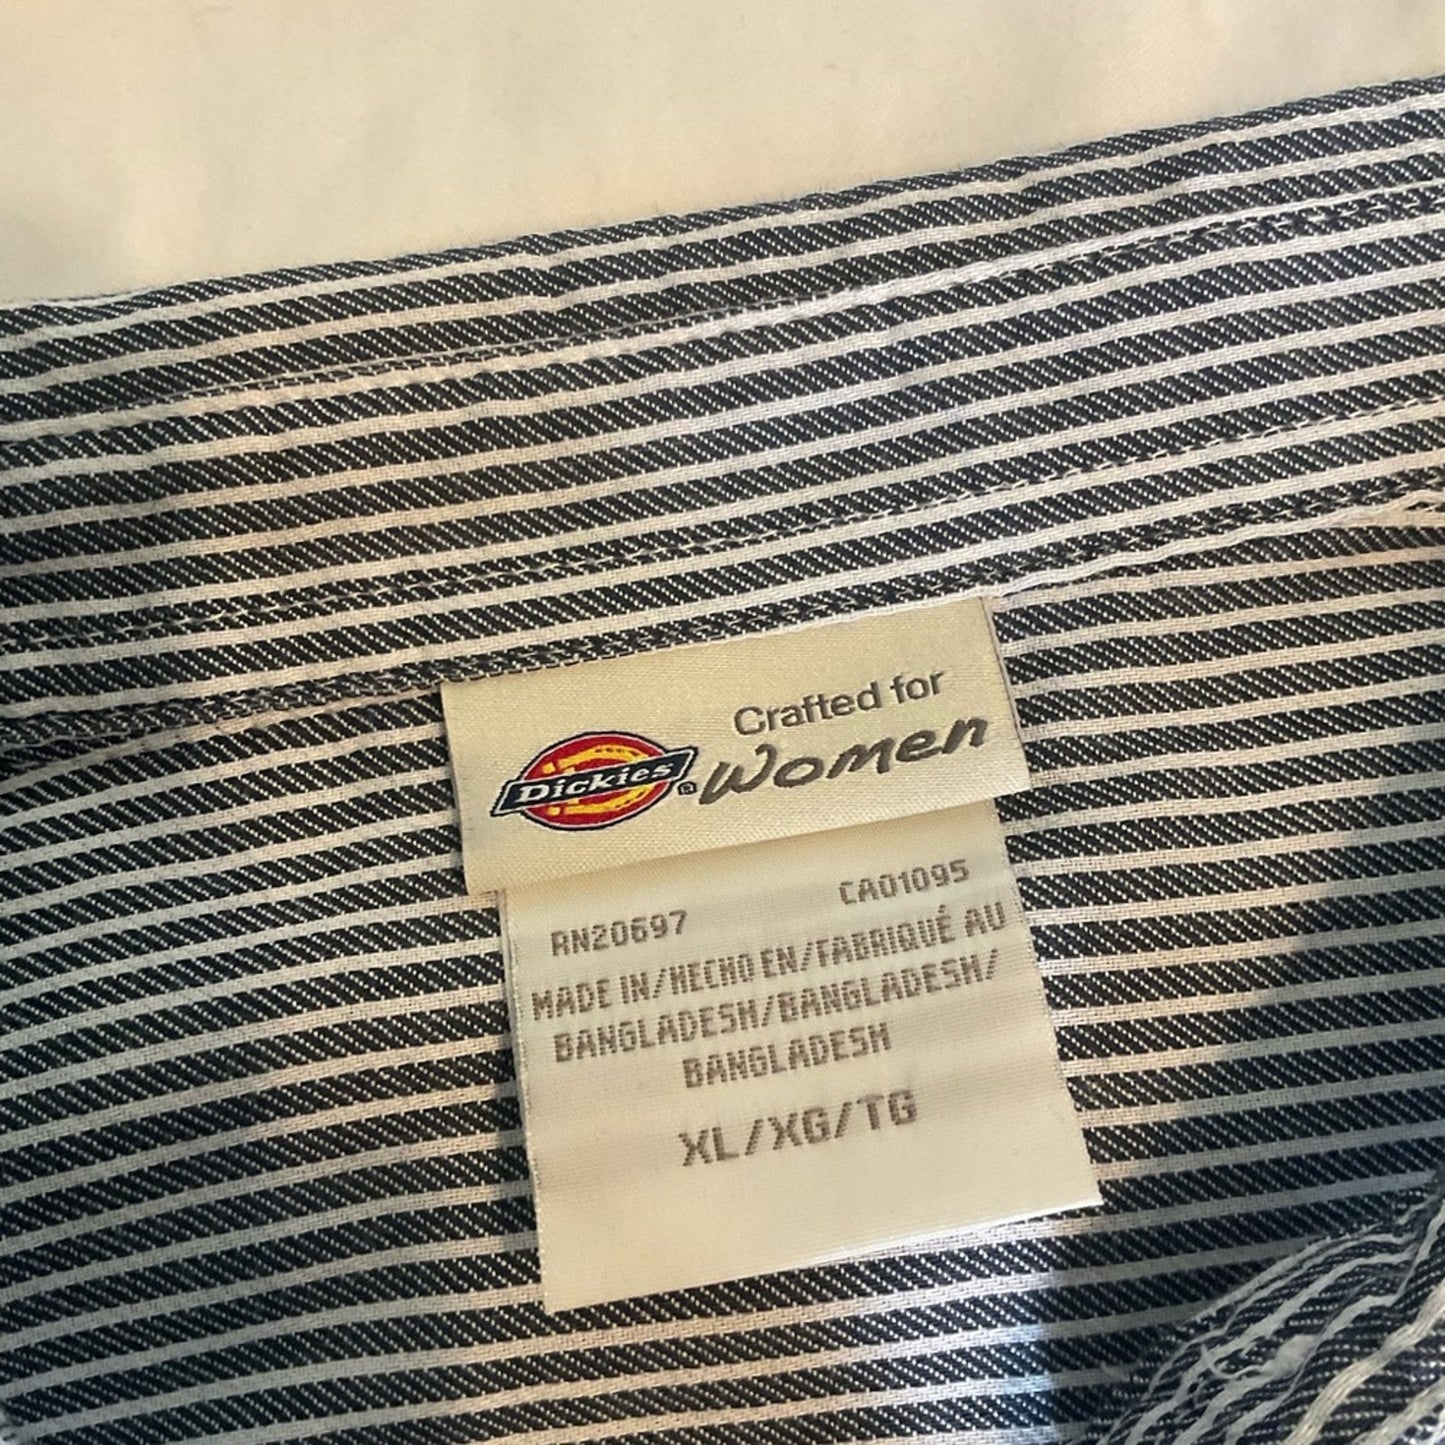 Crafted for
Dickies® Women
RN20697 CA01095
MADE IN/HECHO EN/FABRIQUÉ AU
BANGLADESH/BANGLADESH/
BANGLADESH
XL/XG/TG